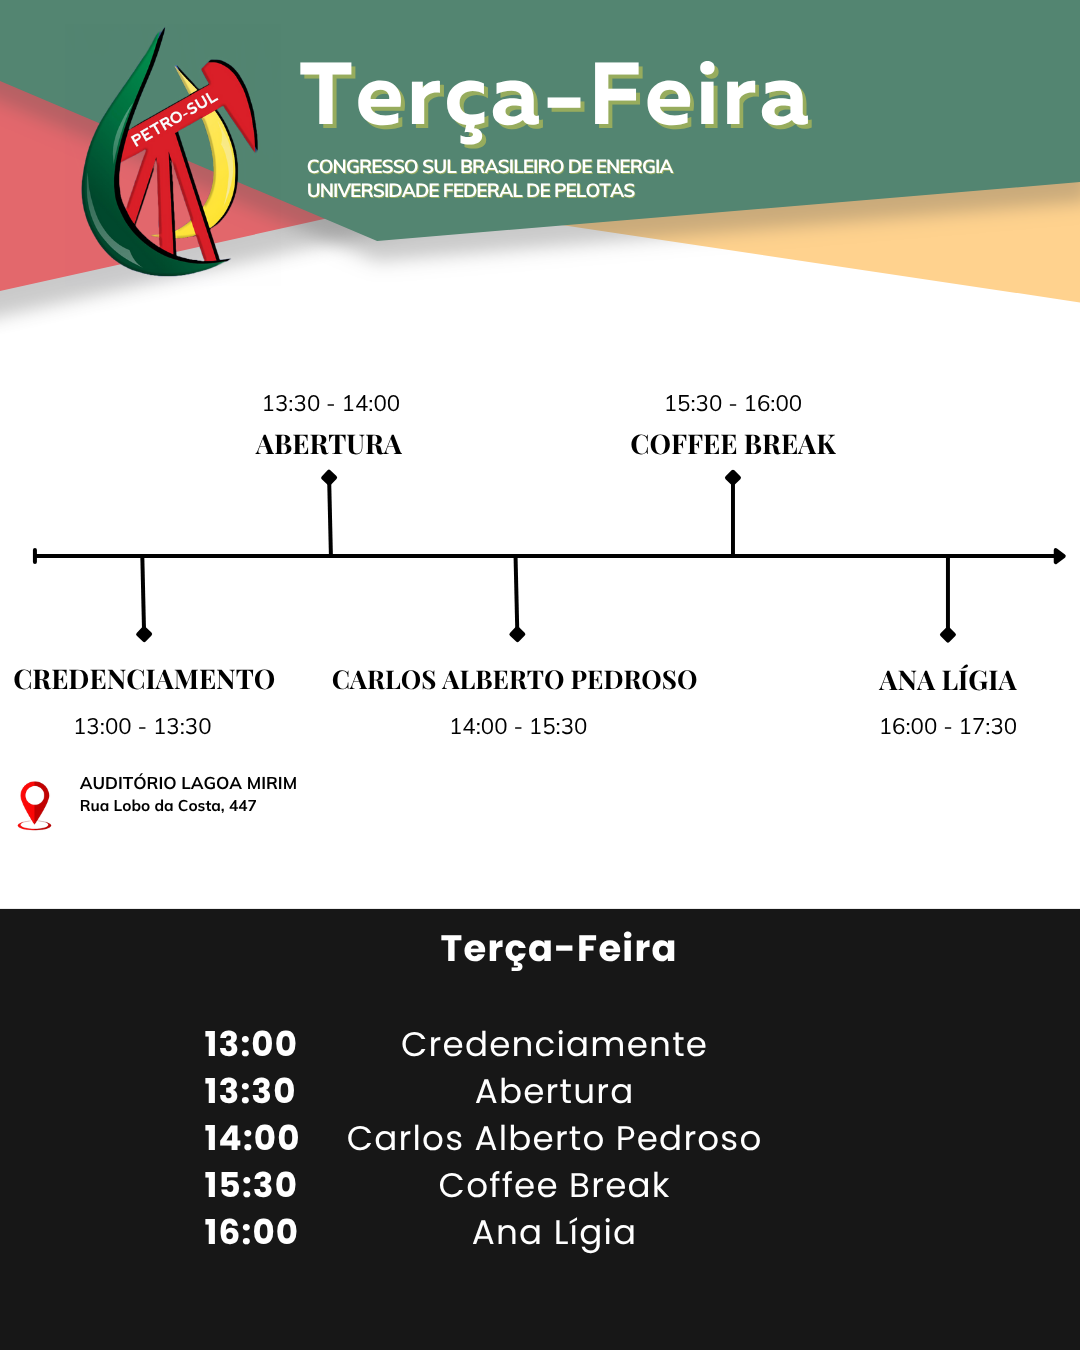 PETRO-SUL
Terça-Feira
CONGRESSO SUL BRASILEIRO DE ENERGIA
UNIVERSIDADE FEDERAL DE PELOTAS
13:30 - 14:00
ABERTURA
15:30 - 16:00
COFFEE BREAK
CREDENCIAMENTO
13:00 - 13:30
CARLOS ALBERTO PEDROSO
14:00 - 15:30
ANA LÍGIA
16:00 - 17:30
AUDITÓRIO LAGOA MIRIM
Rua Lobo da Costa, 447
Terça-Feira
13:00 Credenciamente
13:30 Abertura
14:00 Carlos Alberto Pedroso
15:30 Coffee Break
16:00 Ana Lígia